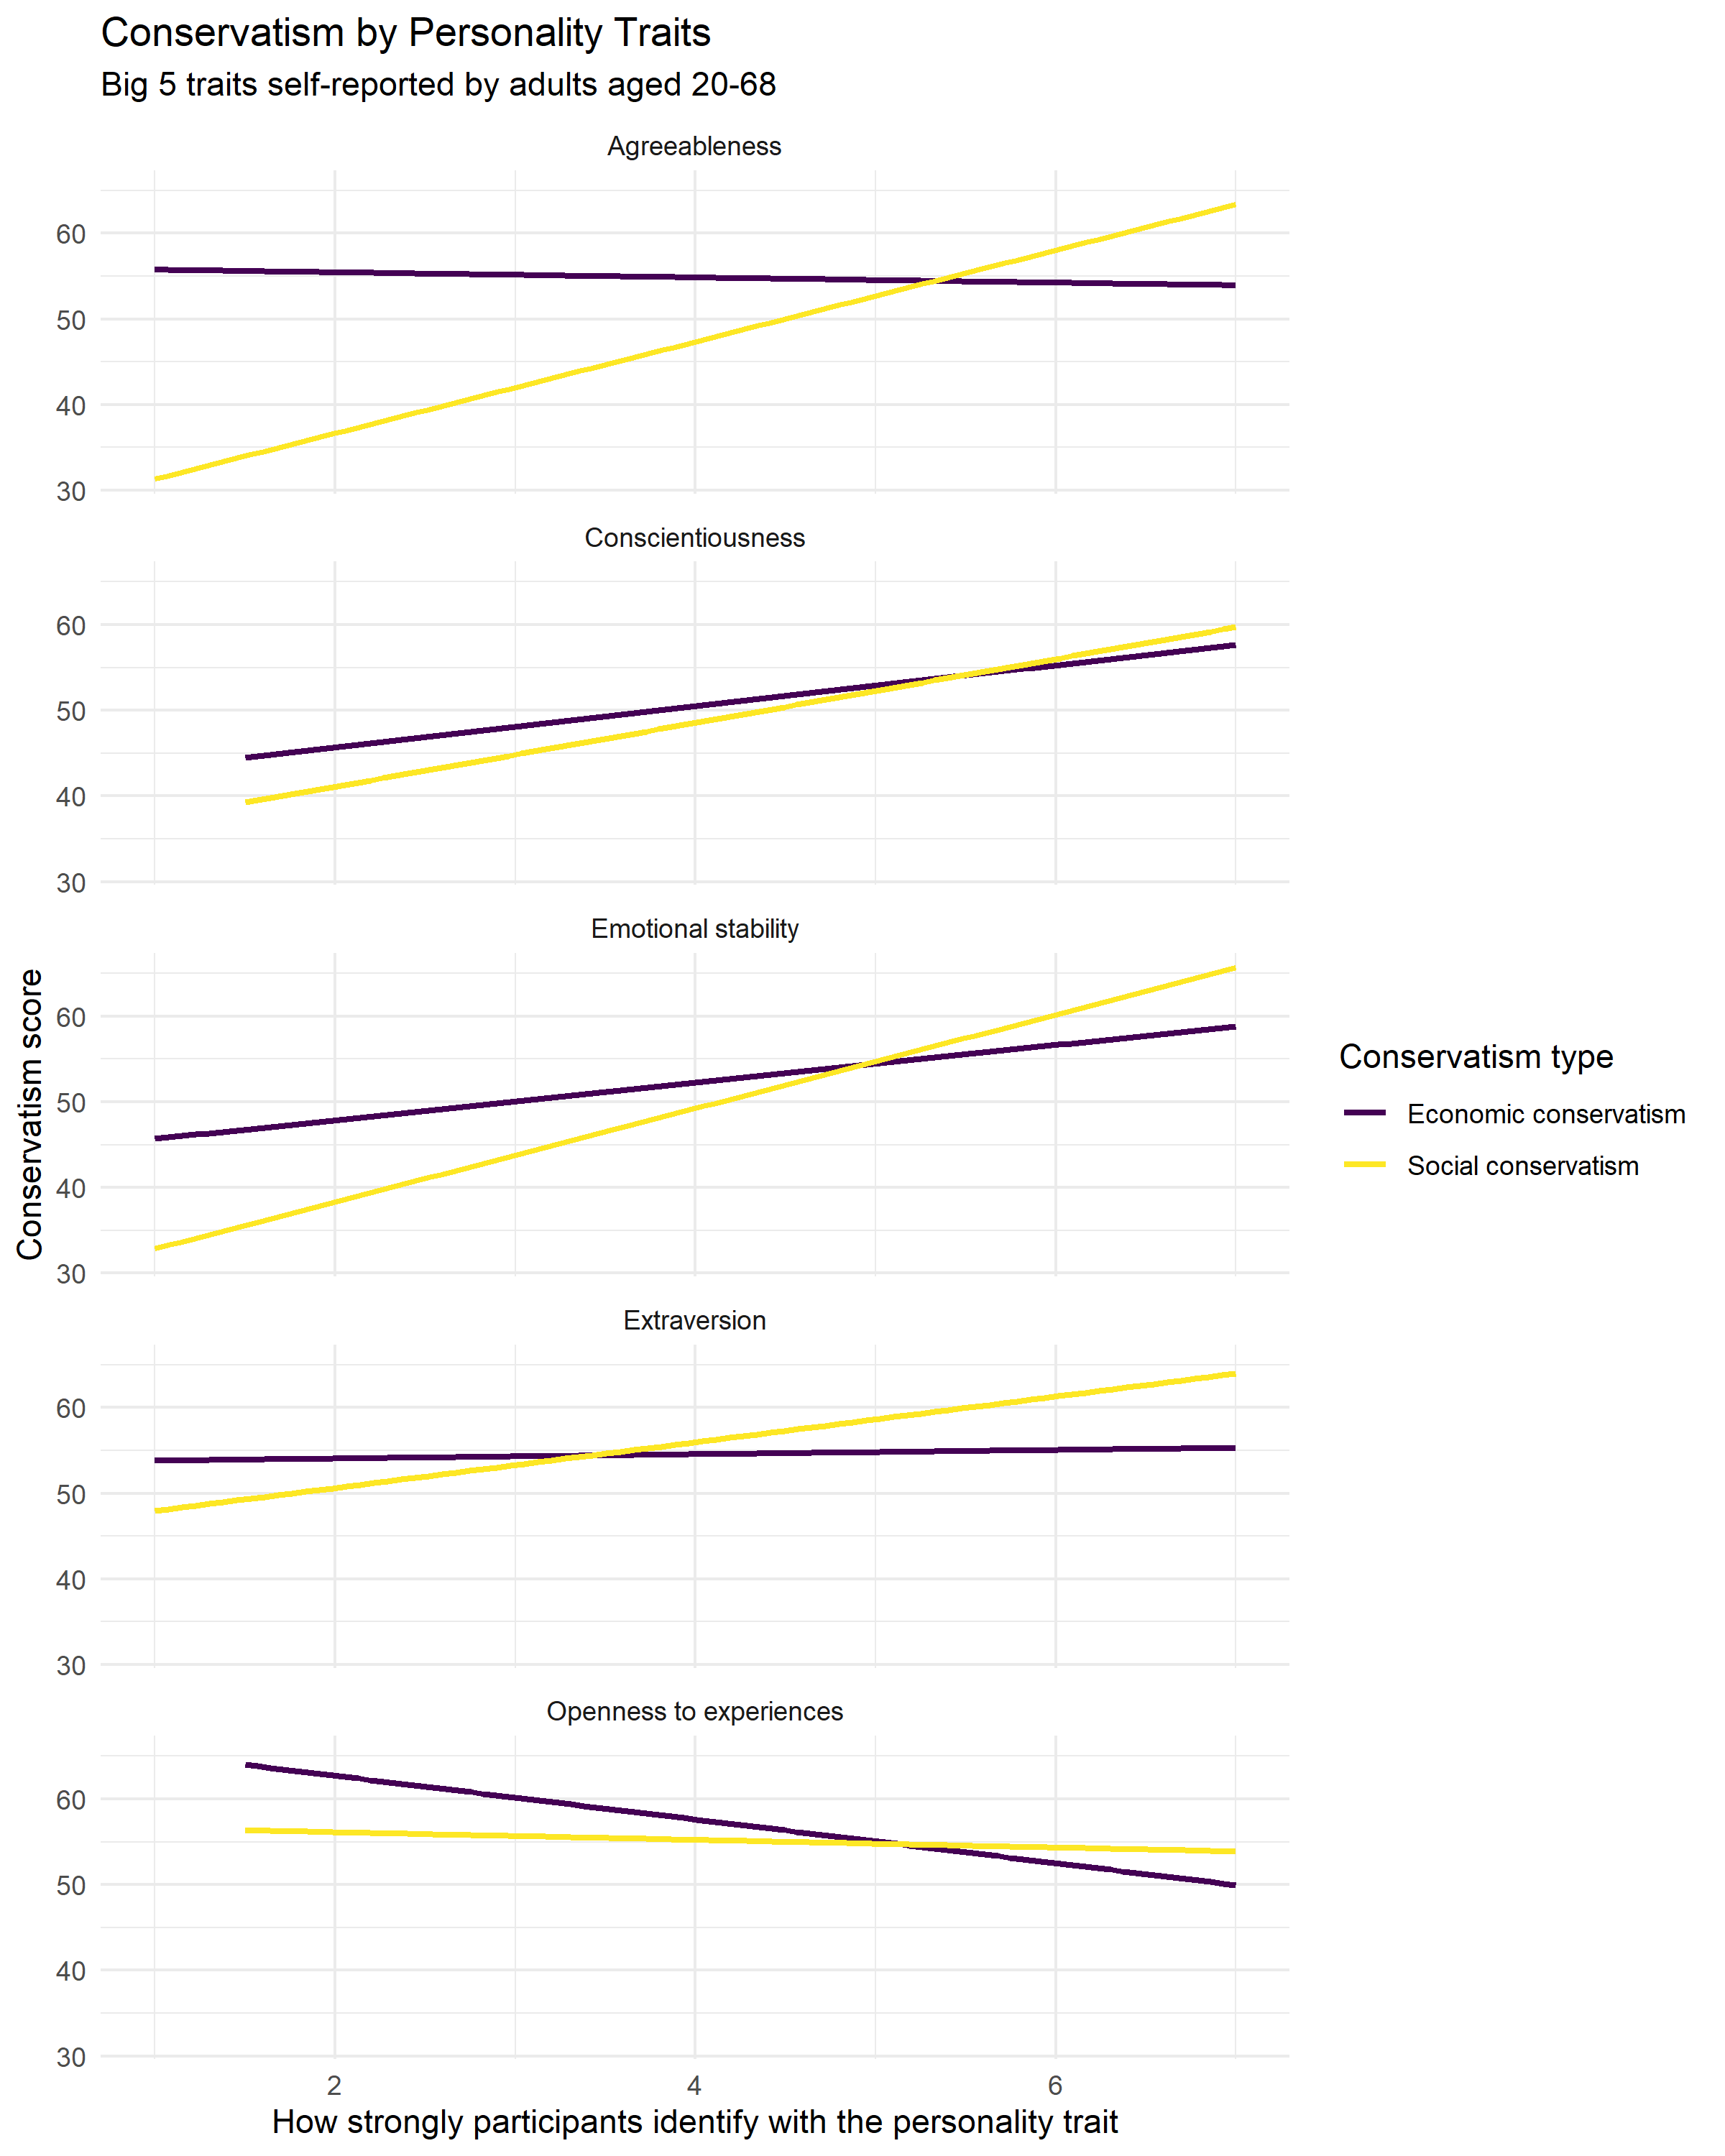 Conservatism by Personality Traits
Big 5 traits self-reported by adults aged 20-68
Agreeableness
60
50
40
30
Conscientiousness
60
50
40
30
Emotional stability
60
50
40
30
Extraversion
60
50
40
30
Openness to experiences
60
50
40
30
2 4 6
How strongly participants identify with the personality trait
Conservatism score
Conservatism type
Economic conservatism
Social conservatism